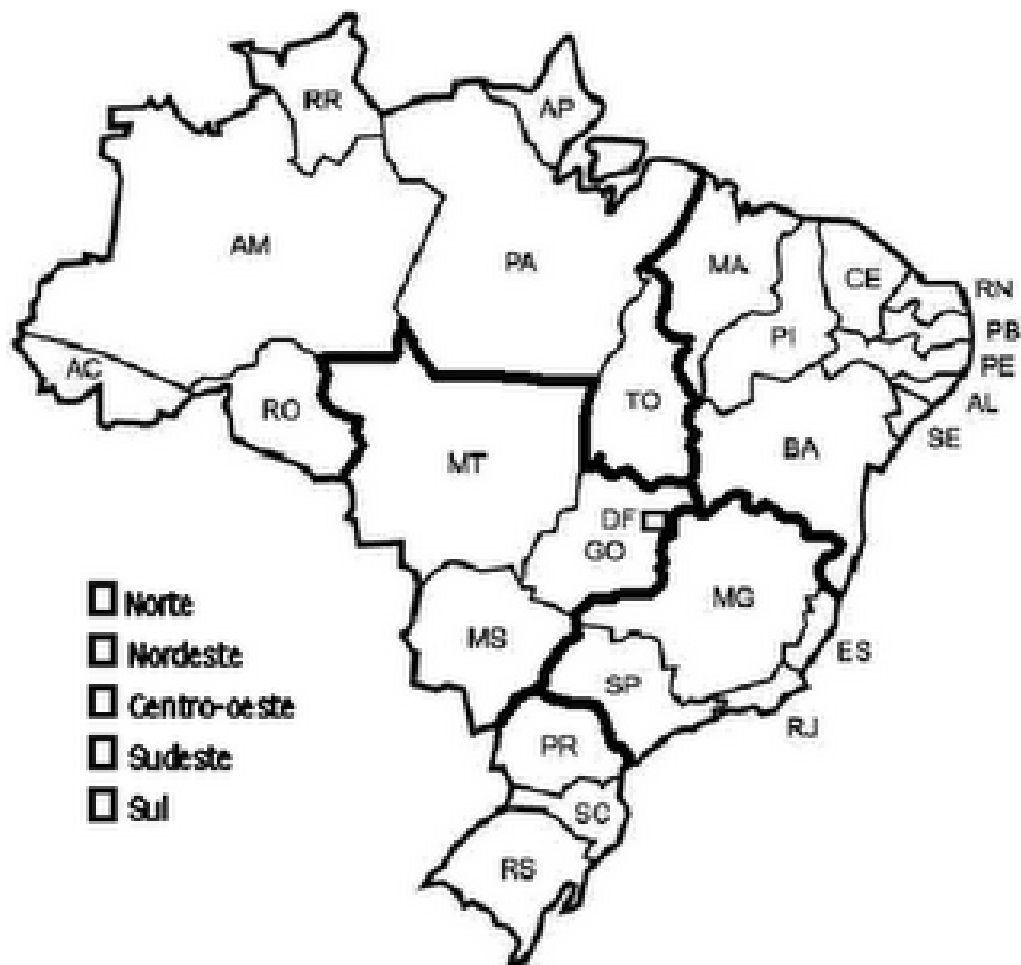 RR
AP
AM
PA
MA
CE
RN
PI
PB
AC
PE
RO
TO
AL
SE
MT
BA
DF
GO
MG
Norte
MS
ES
Nordeste
SP
Centro-oeste
RJ
PR
Sudeste
Sul
SC
RS